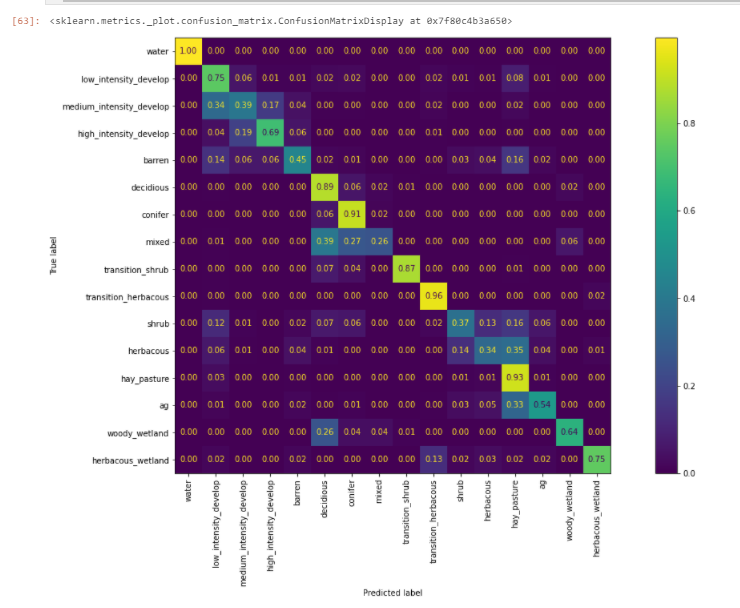 [63]: <sklearn.metrics._plot.confusion_matrix.ConfusionMatrixDisplay at 0x7f80c4b3a650>
water 1.00 0.00 0.00 0.00 0.00 0.00 0.00 0.00 0.00 0.00 0.00 0.00 0.00 0.00 0.00 0.00
low_intensity_develop 0.00 0.75 0.06 0.01 0.01 0.02 0.02 0.00 0.00 0.02 0.01 0.01 0.08 0.01 0.00 0.00
medium_intensity_develop 0.00 0.34 0.39 0.17 0.04 0.00 0.00 0.00 0.00 0.02 0.00 0.00 0.02 0.00 0.00 0.00
high_intensity_develop 0.00 0.04 0.19 0.69 0.06 0.00 0.00 0.00 0.00 0.01 0.00 0.00 0.00 0.00 0.00 0.00
barren 0.00 0.14 0.06 0.06 0.45 0.02 0.01 0.00 0.00 0.00 0.03 0.04 0.16 0.02 0.00 0.00
decidious 0.00 0.00 0.00 0.00 0.00 0.89 0.06 0.02 0.01 0.00 0.00 0.00 0.00 0.00 0.02 0.00
conifer 0.00 0.00 0.00 0.00 0.00 0.06 0.91 0.02 0.00 0.00 0.00 0.00 0.00 0.00 0.00 0.00
mixed 0.00 0.01 0.00 0.00 0.00 0.39 0.27 0.26 0.00 0.00 0.00 0.00 0.00 0.00 0.06 0.00
transition_shrub 0.00 0.00 0.00 0.00 0.00 0.07 0.04 0.00 0.87 0.00 0.00 0.00 0.01 0.00 0.00 0.00
transition_herbacous 0.00 0.00 0.00 0.00 0.00 0.00 0.00 0.00 0.00 0.96 0.00 0.00 0.00 0.00 0.00 0.02
shrub 0.00 0.12 0.01 0.00 0.02 0.07 0.06 0.00 0.00 0.02 0.37 0.13 0.16 0.06 0.00 0.00
herbacous 0.00 0.06 0.01 0.00 0.04 0.01 0.00 0.00 0.00 0.00 0.14 0.34 0.35 0.04 0.00 0.01
hay_pasture 0.00 0.03 0.00 0.00 0.00 0.00 0.00 0.00 0.00 0.00 0.01 0.01 0.93 0.01 0.00 0.00
ag 0.00 0.01 0.00 0.00 0.02 0.00 0.01 0.00 0.00 0.00 0.03 0.05 0.33 0.54 0.00 0.00
woody_wetland 0.00 0.00 0.00 0.00 0.00 0.26 0.04 0.04 0.01 0.00 0.00 0.00 0.00 0.00 0.64 0.00
herbacous_wetland 0.00 0.02 0.00 0.00 0.02 0.00 0.00 0.00 0.00 0.13 0.02 0.03 0.02 0.02 0.00 0.75
True label
water
low_intensity_develop
medium_intensity_develop
high_intensity_develop
barren
decidious
conifer
mixed
transition_shrub
transition_herbacous
shrub
herbacous
hay_pasture
ag
woody_wetland
herbacous_wetland
Predicted label
0.8
0.6
0.4
0.2
0.0